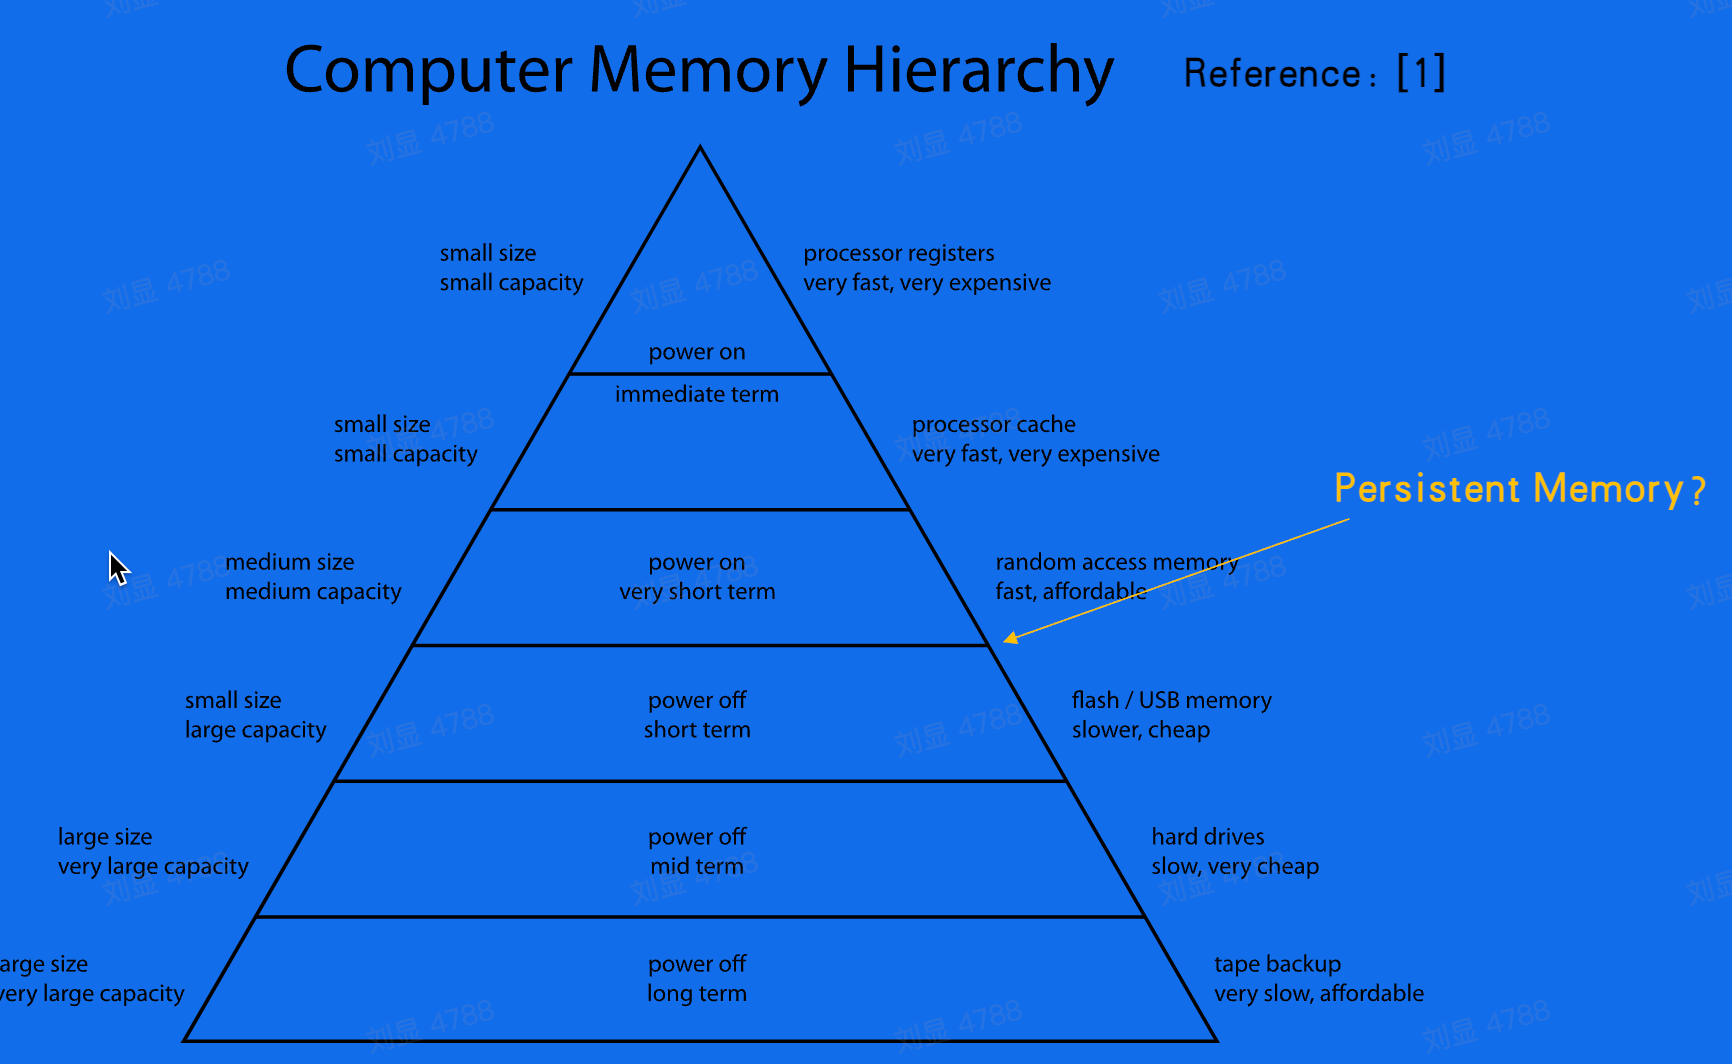 Computer Memory Hierarchy Reference: [1]
small size
small capacity
processor registers
very fast, very expensive
power on
immediate term
small size
small capacity
processor cache
very fast, very expensive
Persistent Memory?
medium size
medium capacity
power on
very short term
random access memory
fast, affordable
small size
large capacity
power off
short term
flash / USB memory
slower, cheap
large size
very large capacity
power off
mid term
hard drives
slow, very cheap
arge size
very large capacity
power off
long term
tape backup
very slow, affordable
刘显 4788